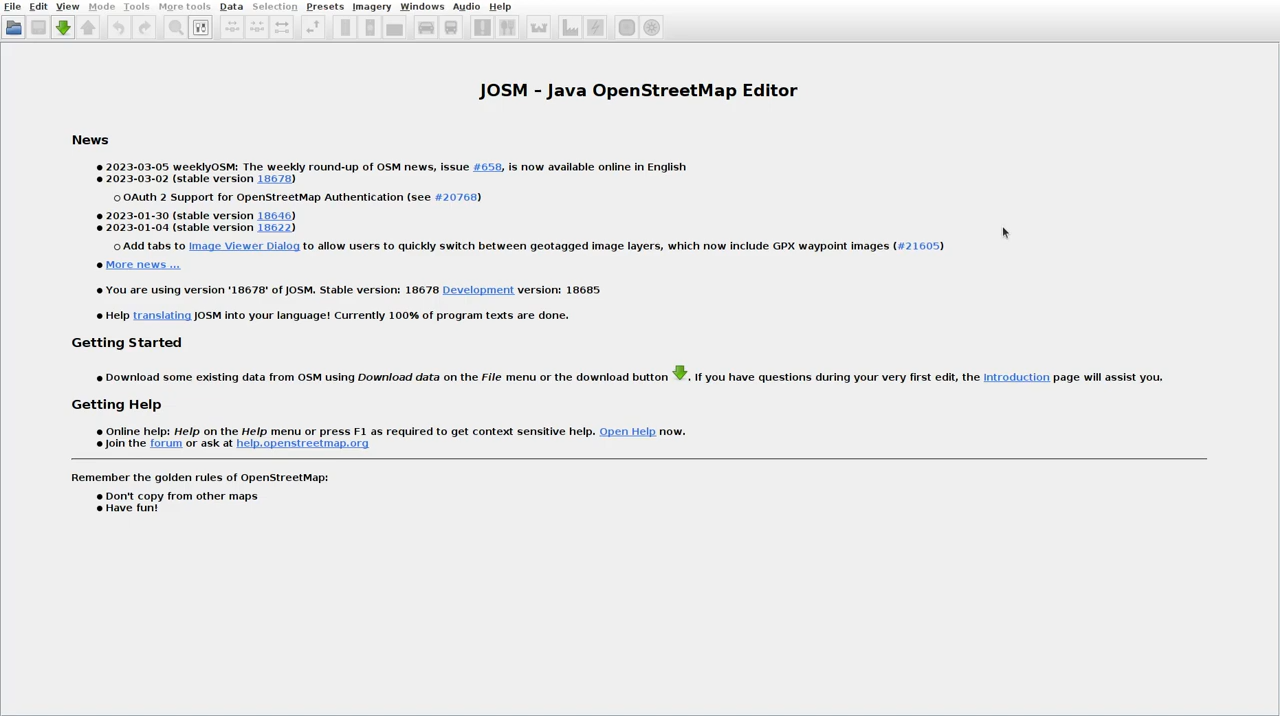 File Edit View Mode Tools More tools Data Selection Presets Imagery Windows Audio Help
JOSM – Java OpenStreetMap Editor
News
2023-03-05 weeklyOSM: The weekly round-up of OSM news, issue #658, is now available online in English
2023-03-02 (stable version 18678)
OAuth 2 Support for OpenStreetMap Authentication (see #20768)
2023-01-30 (stable version 18646)
2023-01-04 (stable version 18622)
Add tabs to Image Viewer Dialog to allow users to quickly switch between geotagged image layers, which now include GPX waypoint images (#21605)
More news ...
You are using version '18678' of JOSM. Stable version: 18678 Development version: 18685
Help translating JOSM into your language! Currently 100% of program texts are done.
Getting Started
Download some existing data from OSM using Download data on the File menu or the download button . If you have questions during your very first edit, the Introduction page will assist you.
Getting Help
Online help: Help on the Help menu or press F1 as required to get context sensitive help. Open Help now.
Join the forum or ask at help.openstreetmap.org
Remember the golden rules of OpenStreetMap:
Don't copy from other maps
Have fun!